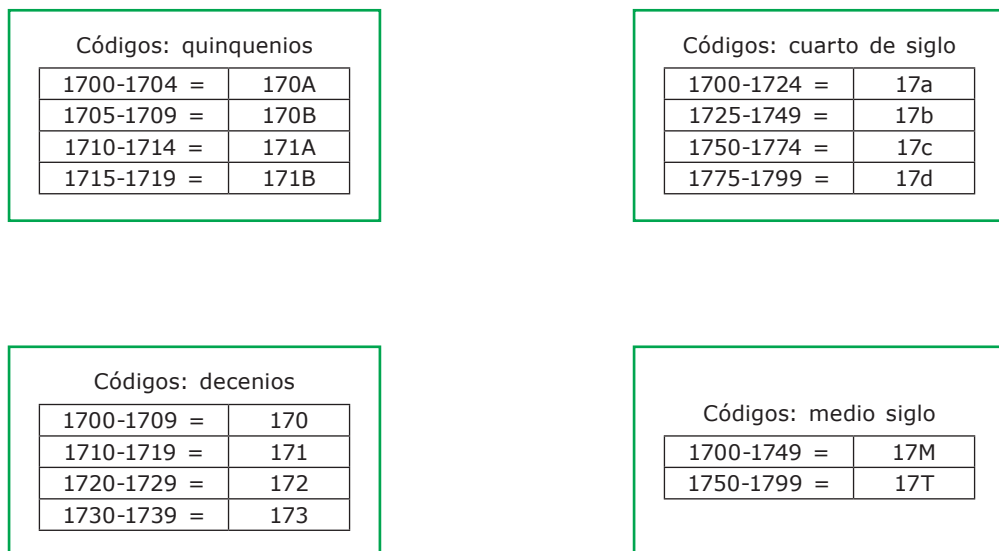 Códigos: quinquenios
1700-1704 = 170A
1705-1709 = 170B
1710-1714 = 171A
1715-1719 = 171B
Códigos: cuarto de siglo
1700-1724 = 17a
1725-1749 = 17b
1750-1774 = 17c
1775-1799 = 17d
Códigos: decenios
1700-1709 = 170
1710-1719 = 171
1720-1729 = 172
1730-1739 = 173
Códigos: medio siglo
1700-1749 = 17M
1750-1799 = 17T